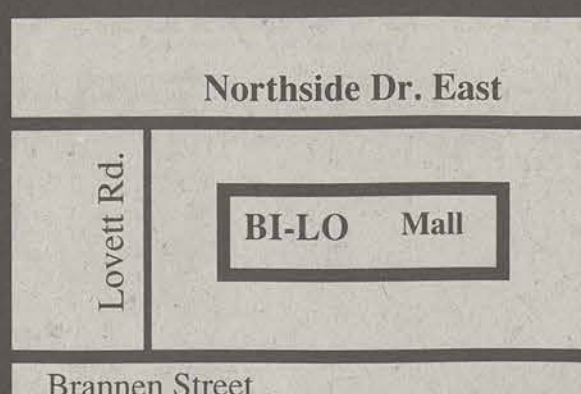 Northside Dr. East
Lovett Rd.
BI-LO Mall
Brannen Street